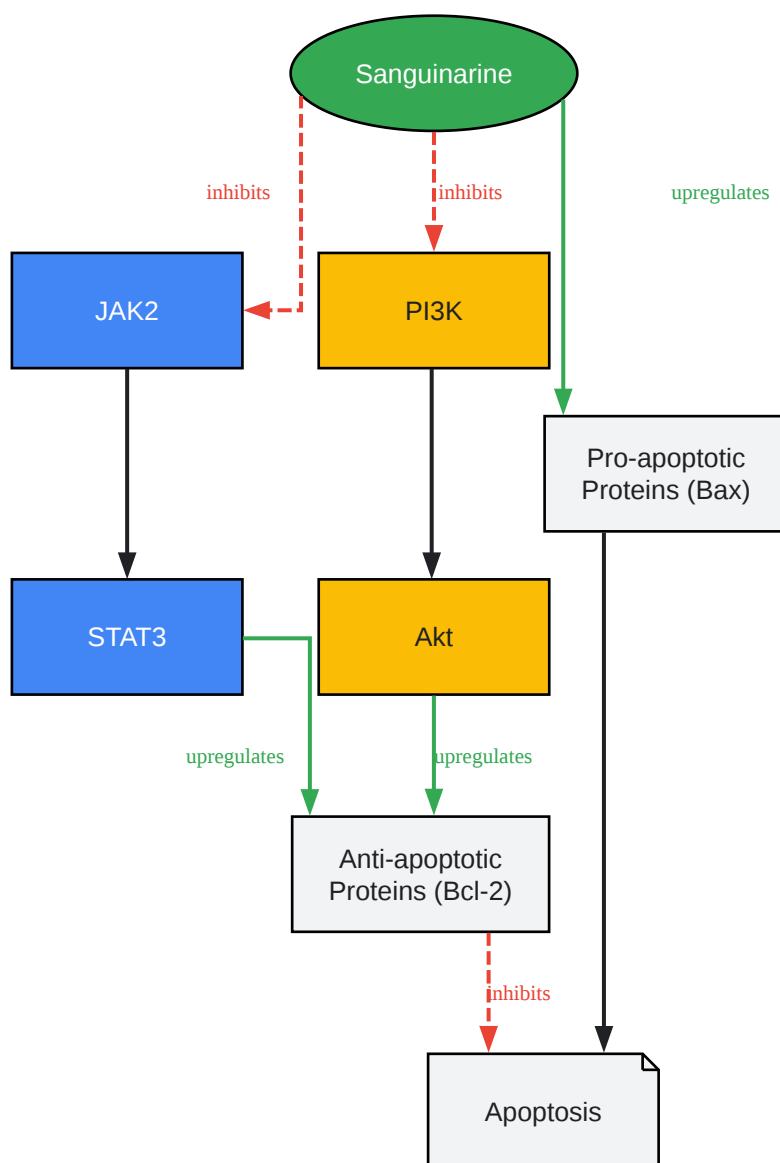 Sanguinarine
inhibits
inhibits
upregulates
JAK2
PI3K
Pro-apoptotic
Proteins (Bax)
STAT3
Akt
upregulates
upregulates
Anti-apoptotic
Proteins (Bcl-2)
inhibits
Apoptosis